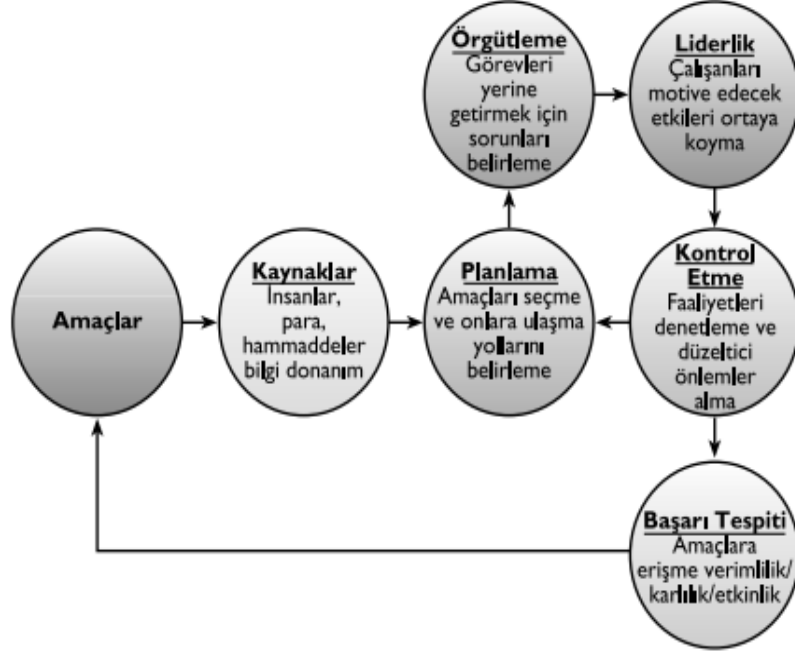 Örgütleme
Görevleri
yerine
getirmek için
sorunları
belirleme
Liderlik
Çalışanları
motive edecek
etkileri ortaya
koyma
Amaçlar
Kaynaklar
İnsanlar,
para,
hammaddeler
bilgi donanım
Planlama
Amaçları seçme
ve onlara ulaşma
yollarını
belirleme
Kontrol
Etme
Faaliyetleri
denetleme ve
düzeltici
önlemler
alma
Başarı Tespiti
Amaçlara
erişme verimlilik/
karlılık/etkinlik